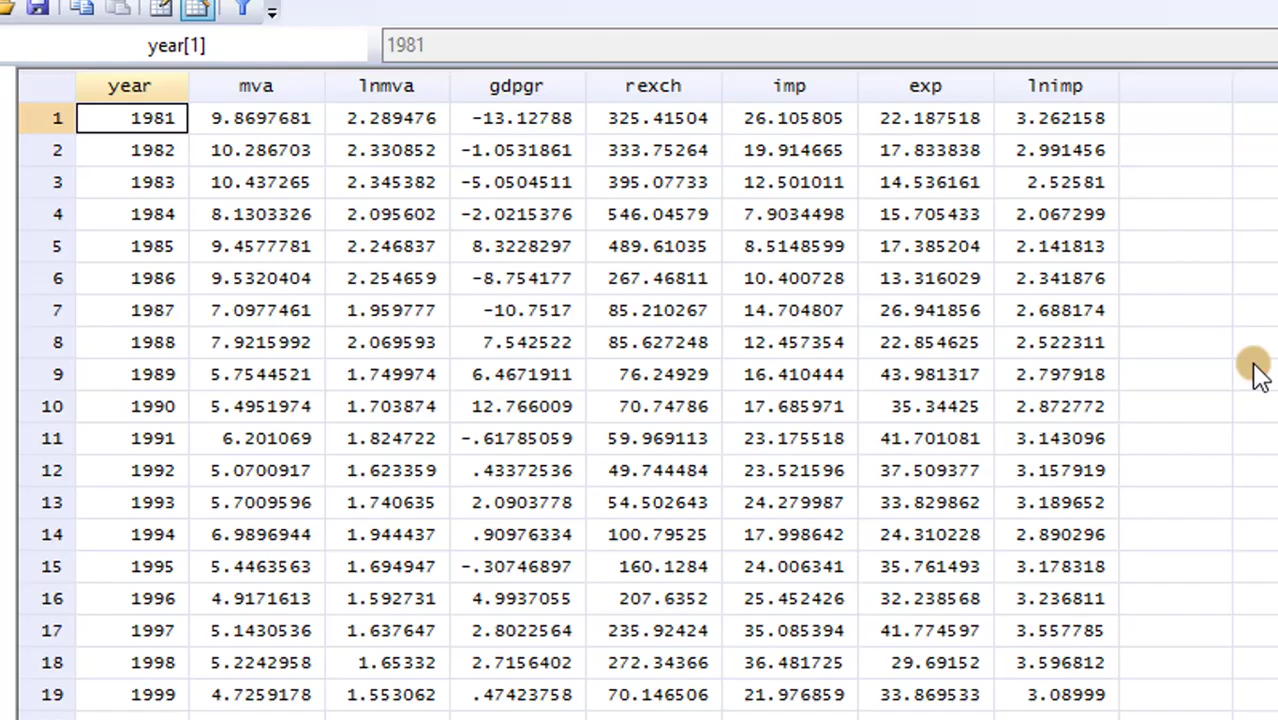 year[1] 1981
year mva lnmva gdpgr rexch imp exp lnimp
1 1981 9.8697681 2.289476 -13.12788 325.41504 26.105805 22.187518 3.262158
2 1982 10.286703 2.330852 -1.0531861 333.75264 19.914665 17.833838 2.991456
3 1983 10.437265 2.345382 -5.0504511 395.07733 12.501011 14.536161 2.52581
4 1984 8.1303326 2.095602 -2.0215376 546.04579 7.9034498 15.705433 2.067299
5 1985 9.4577781 2.246837 8.3228297 489.61035 8.5148599 17.385204 2.141813
6 1986 9.5320404 2.254659 -8.754177 267.46811 10.400728 13.316029 2.341876
7 1987 7.0977461 1.959777 -10.7517 85.210267 14.704807 26.941856 2.688174
8 1988 7.9215992 2.069593 7.542522 85.627248 12.457354 22.854625 2.522311
9 1989 5.7544521 1.749974 6.4671911 76.24929 16.410444 43.981317 2.797918
10 1990 5.4951974 1.703874 12.766009 70.74786 17.685971 35.34425 2.872772
11 1991 6.201069 1.824722 -.61785059 59.969113 23.175518 41.701081 3.143096
12 1992 5.0700917 1.623359 .43372536 49.744484 23.521596 37.509377 3.157919
13 1993 5.7009596 1.740635 2.0903778 54.502643 24.279987 33.829862 3.189652
14 1994 6.9896944 1.944437 .90976334 100.79525 17.998642 24.310228 2.890296
15 1995 5.4463563 1.694947 -.30746897 160.1284 24.006341 35.761493 3.178318
16 1996 4.9171613 1.592731 4.9937055 207.6352 25.452426 32.238568 3.236811
17 1997 5.1430536 1.637647 2.8022564 235.92424 35.085394 41.774597 3.557785
18 1998 5.2242958 1.65332 2.7156402 272.34366 36.481725 29.69152 3.596812
19 1999 4.7259178 1.553062 .47423758 70.146506 21.976859 33.869533 3.08999